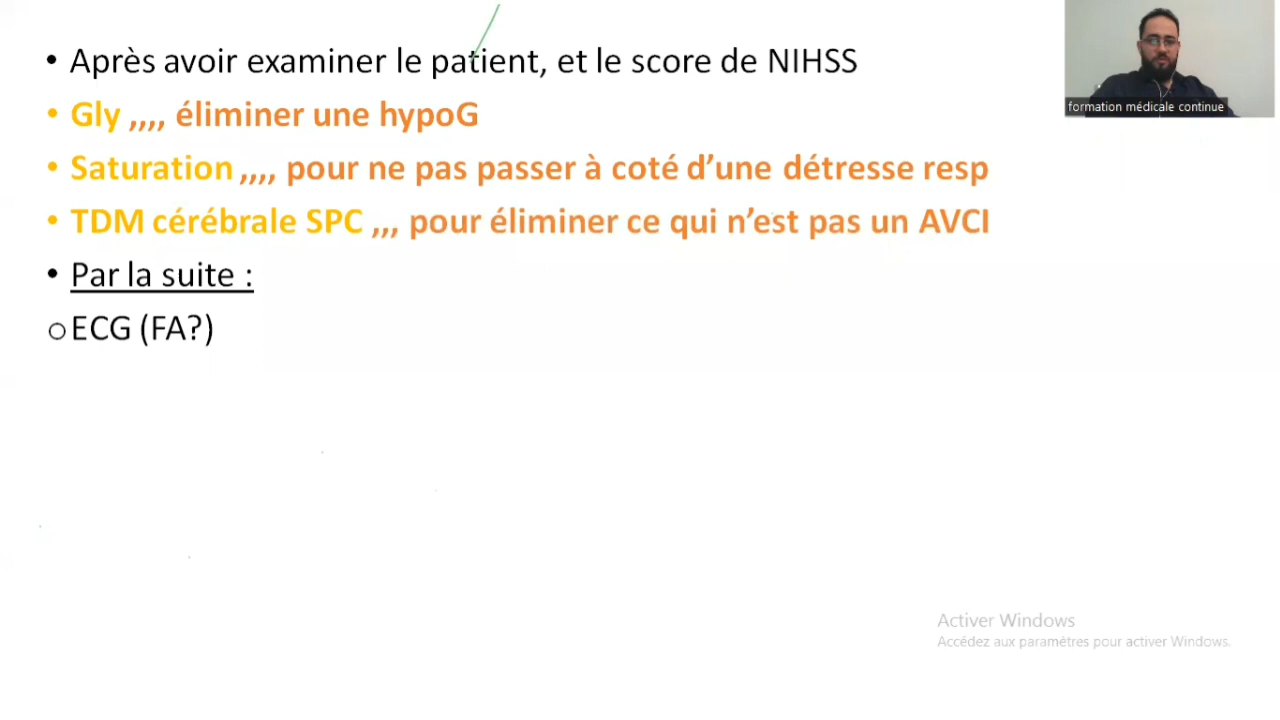 • Après avoir examiner le patient, et le score de NIHSS
• Gly ,,,, éliminer une hypoG
• Saturation ,,,, pour ne pas passer à coté d’une détresse resp
• TDM cérébrale SPC ,,, pour éliminer ce qui n’est pas un AVCI
• Par la suite :
o ECG (FA?)
formation médicale continue
Activer Windows
Accédez aux paramètres pour activer Windows.